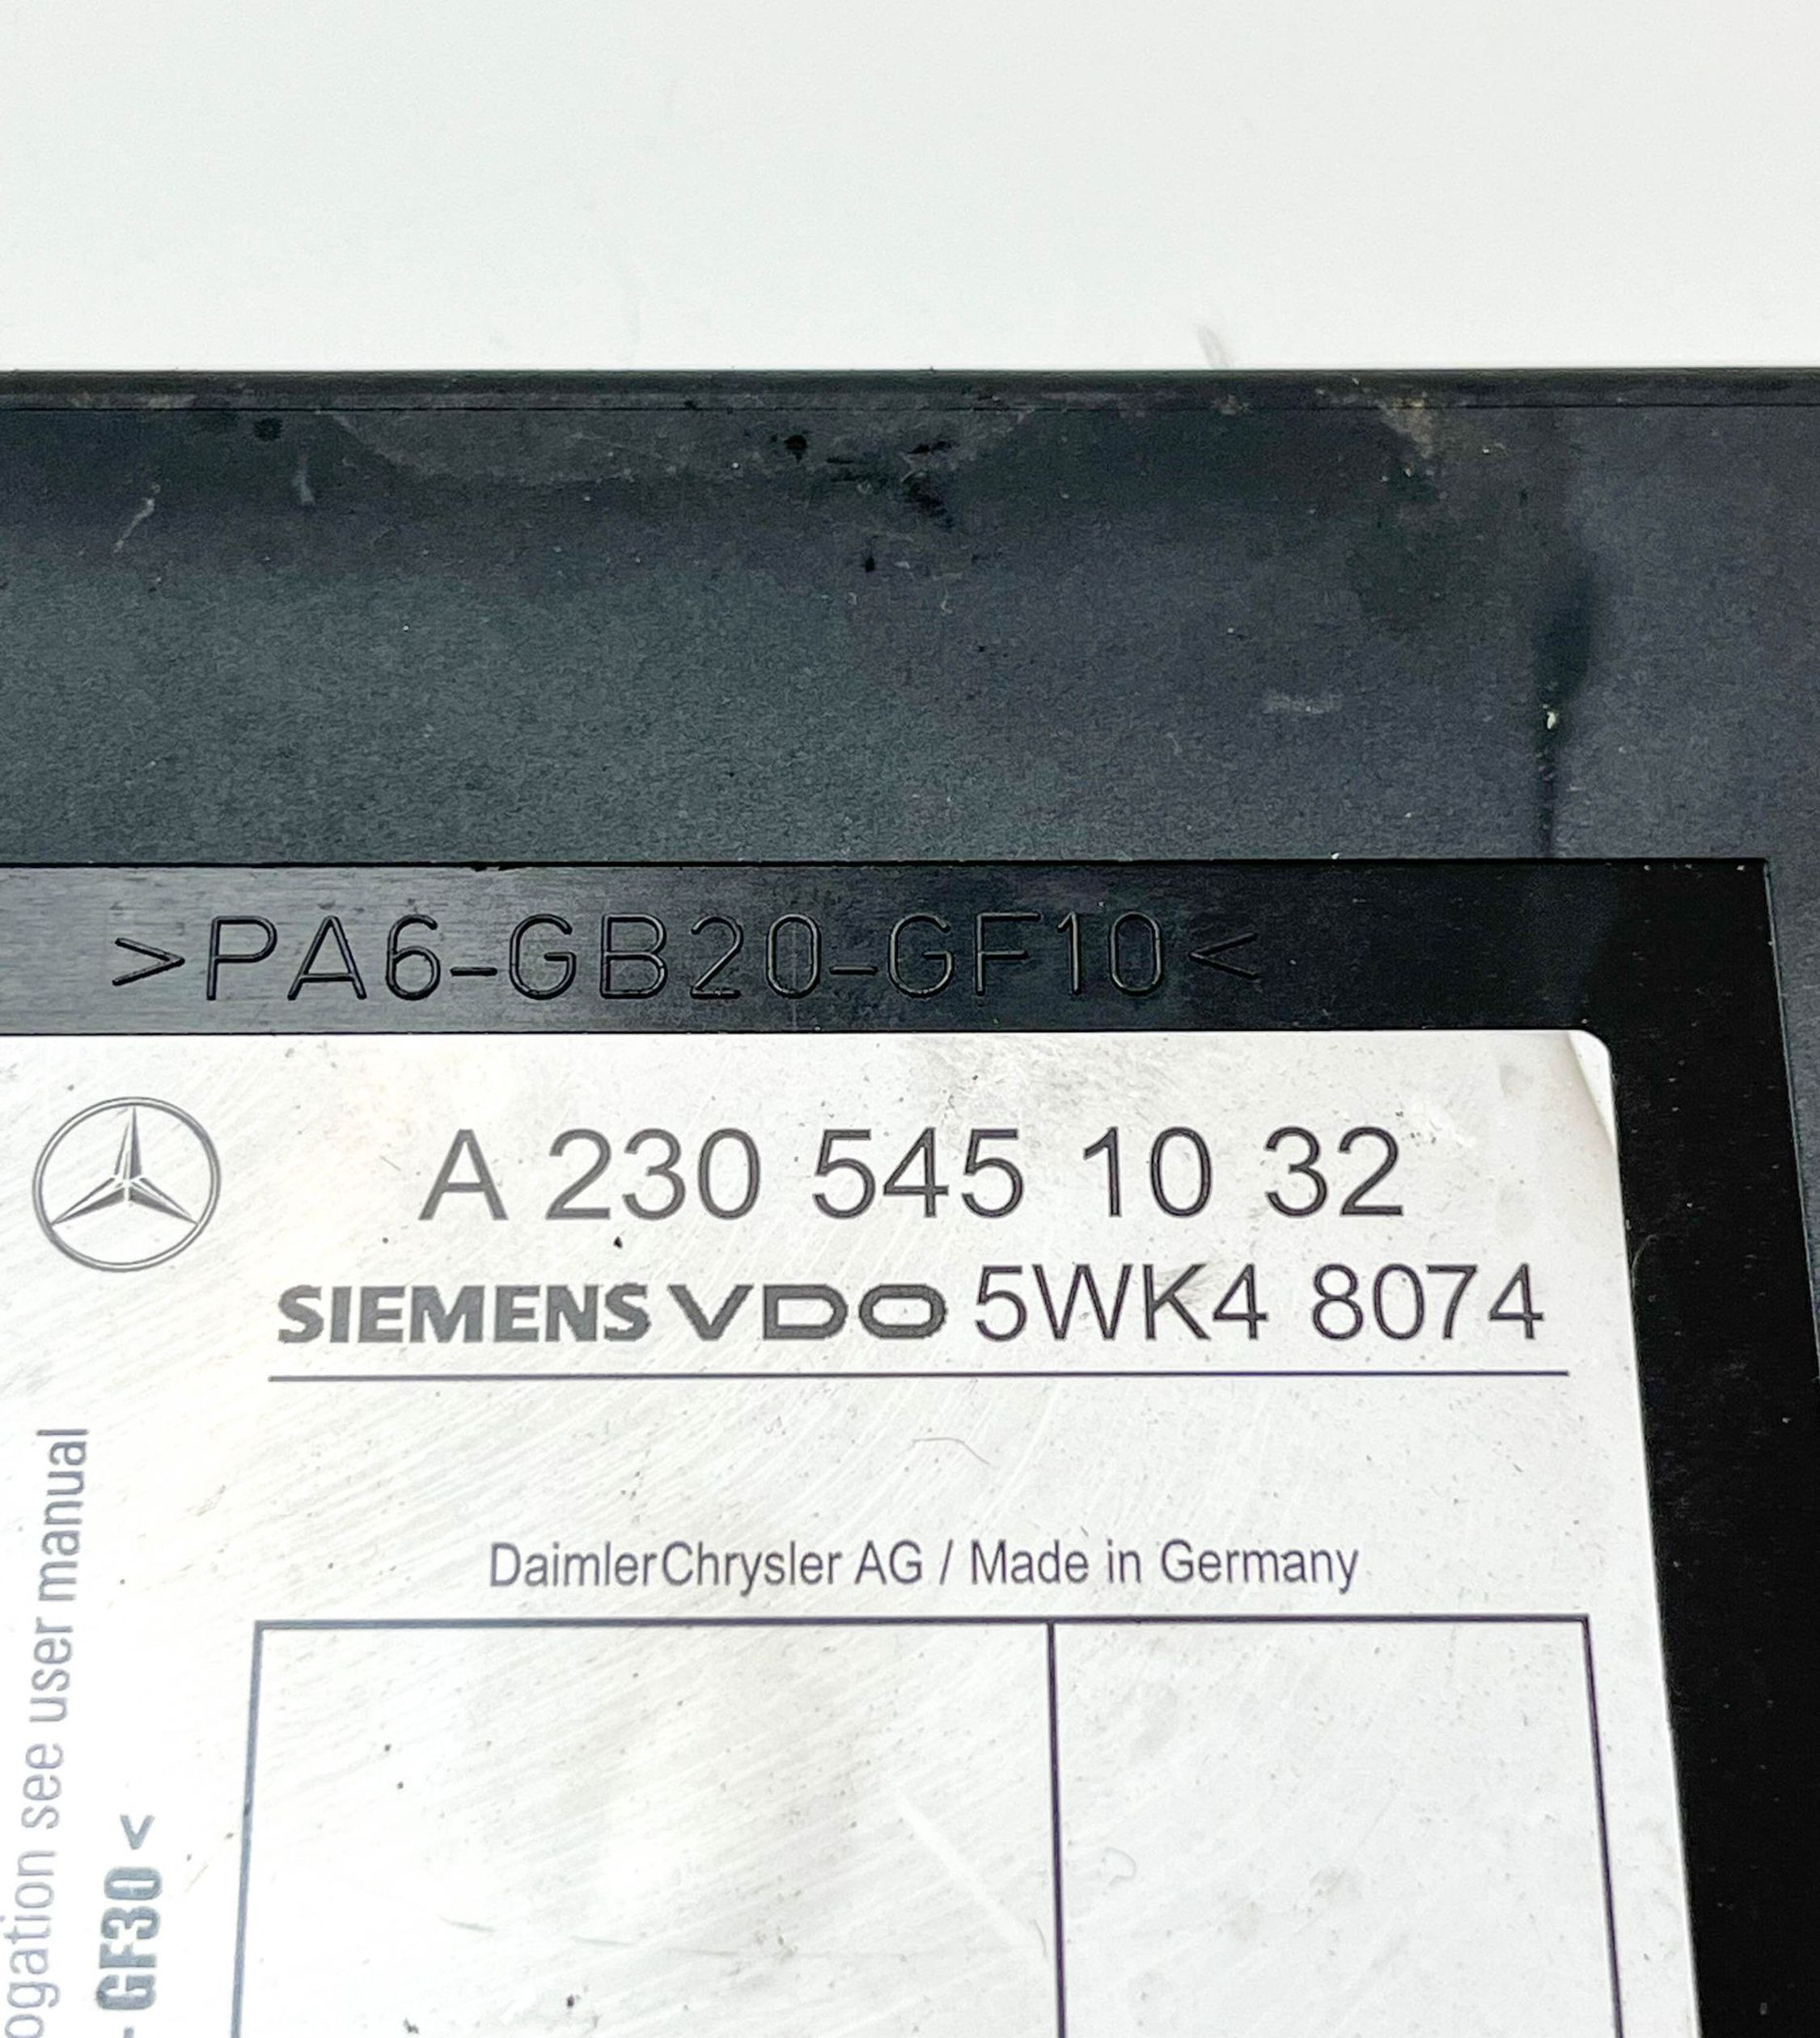 >PA6-GB20-GF10<
A 230 545 10 32
SIEMENS VDO 5WK4 8074
DaimlerChrysler AG / Made in Germany
see user manual
- GF30 <